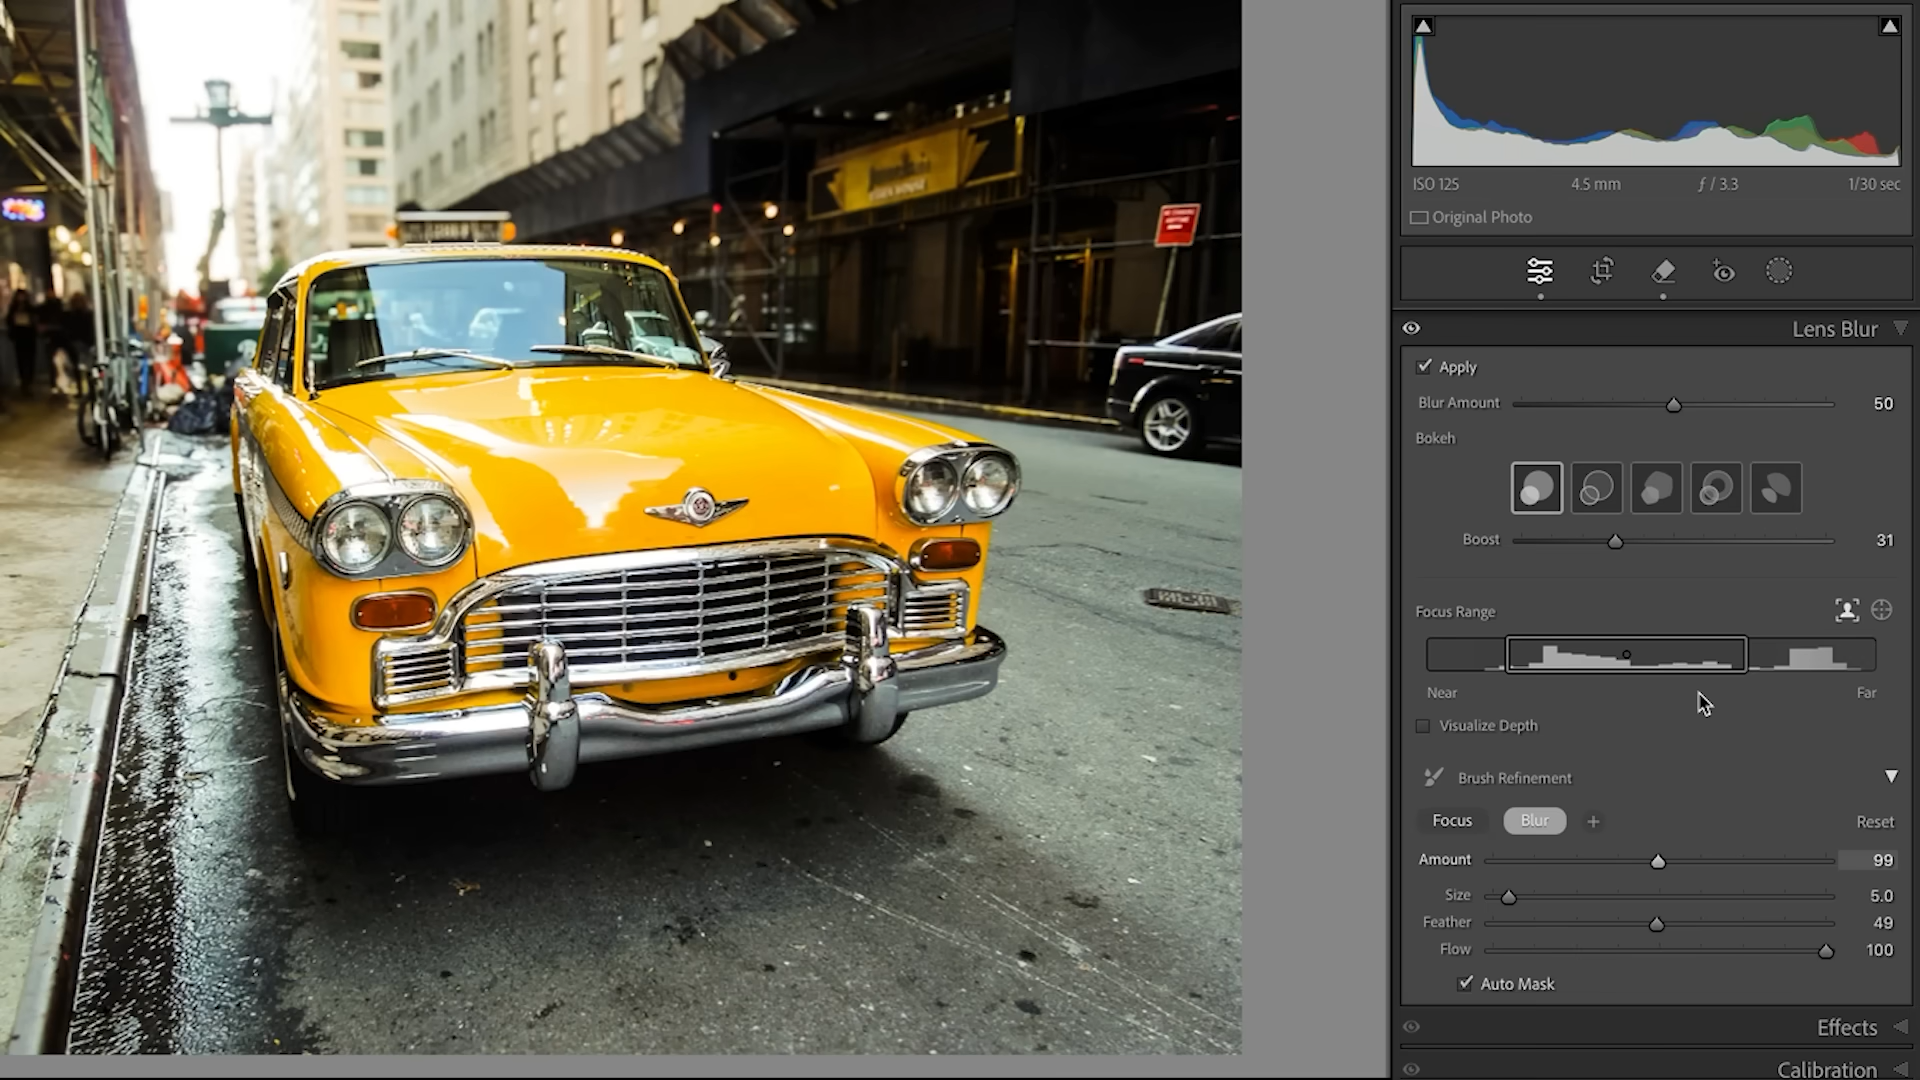 ISO 125 4.5 mm ƒ / 3.3 1/30 sec
Original Photo
Lens Blur
Apply
Blur Amount 50
Bokeh
Boost 31
Focus Range
Near Far
Visualize Depth
Brush Refinement
Focus Blur + Reset
Amount 99
Size 5.0
Feather 49
Flow 100
Auto Mask
Effects
Calibration